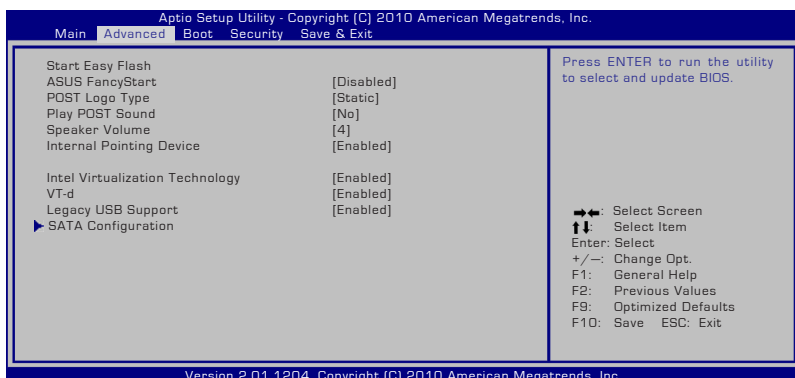 Aptio Setup Utility - Copyright (C) 2010 American Megatrends, Inc.
Main Advanced Boot Security Save & Exit
Start Easy Flash
ASUS FancyStart [Disabled]
POST Logo Type [Static]
Play POST Sound [No]
Speaker Volume [4]
Internal Pointing Device [Enabled]
Intel Virtualization Technology [Enabled]
VT-d [Enabled]
Legacy USB Support [Enabled]
SATA Configuration
Press ENTER to run the utility
to select and update BIOS.
→←: Select Screen
↑↓: Select Item
Enter: Select
+/—: Change Opt.
F1: General Help
F2: Previous Values
F9: Optimized Defaults
F10: Save ESC: Exit
Version 2.01.1204. Copyright (C) 2010 American Megatrends, Inc.